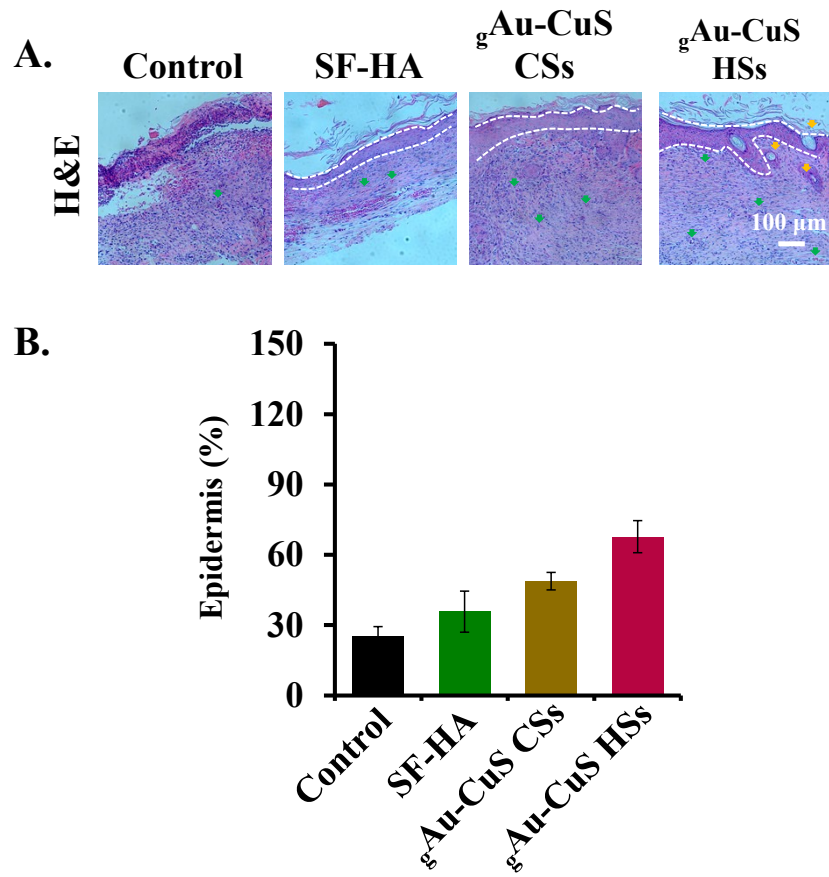 A.
Control
SF-HA
gAu-CuS
CSs
gAu-CuS
HSs
H&E
100 µm
B.
150
120
90
60
30
0
Epidermis (%)
Control
SF-HA
gAu-CuS CSs
gAu-CuS HSs